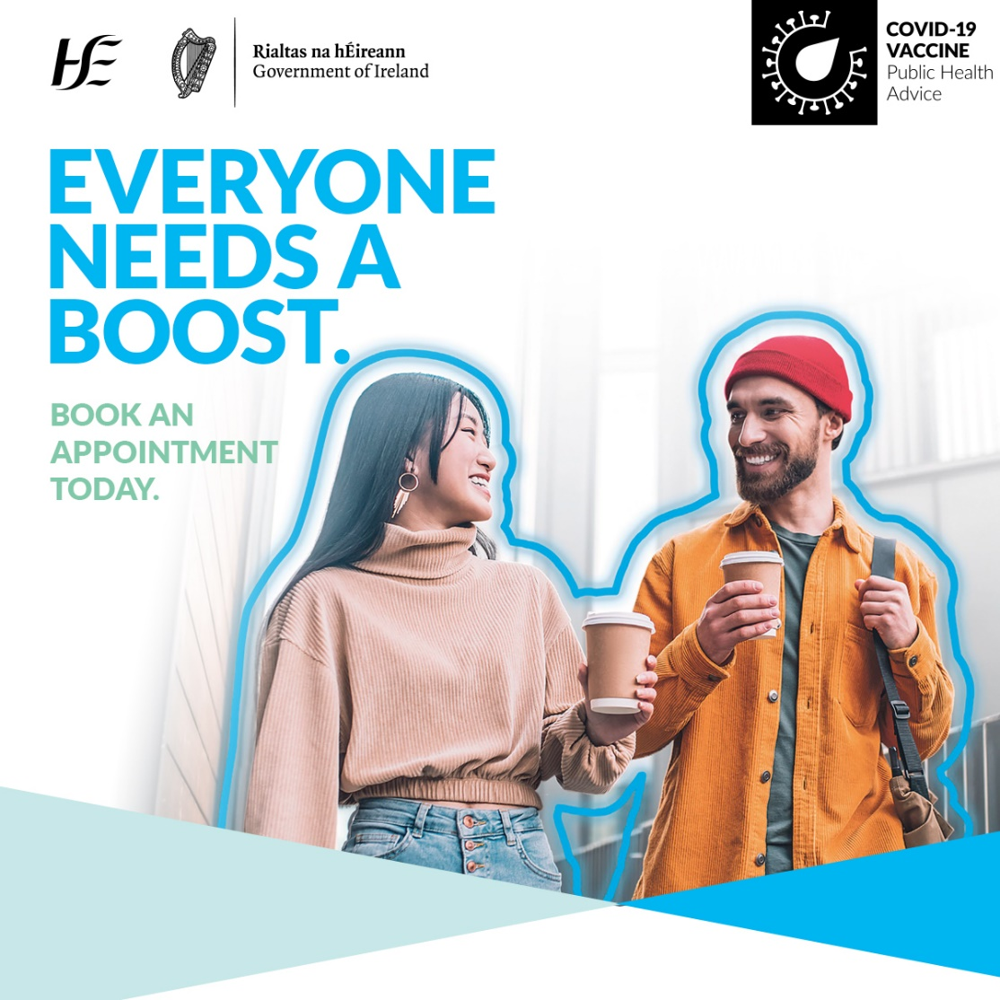 HSE
Rialtas na hÉireann
Government of Ireland
COVID-19
VACCINE
Public Health
Advice
EVERYONE
NEEDS A
BOOST.
BOOK AN
APPOINTMENT
TODAY.